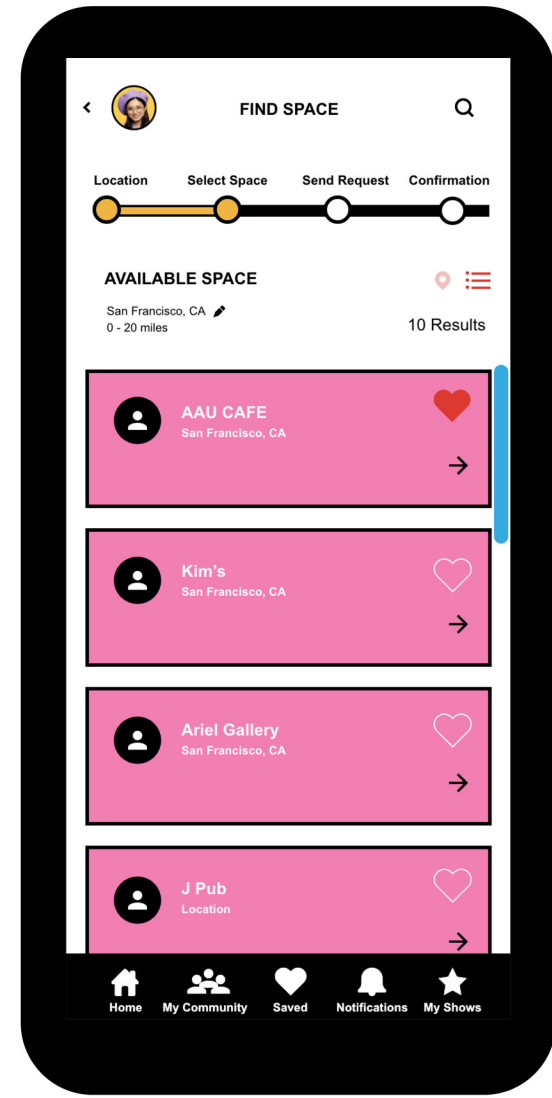 FIND SPACE
Location Select Space Send Request Confirmation
AVAILABLE SPACE
San Francisco, CA
0 - 20 miles
10 Results
AAU CAFE
San Francisco, CA
Kim’s
San Francisco, CA
Ariel Gallery
San Francisco, CA
J Pub
Location
Home My Community Saved Notifications My Shows